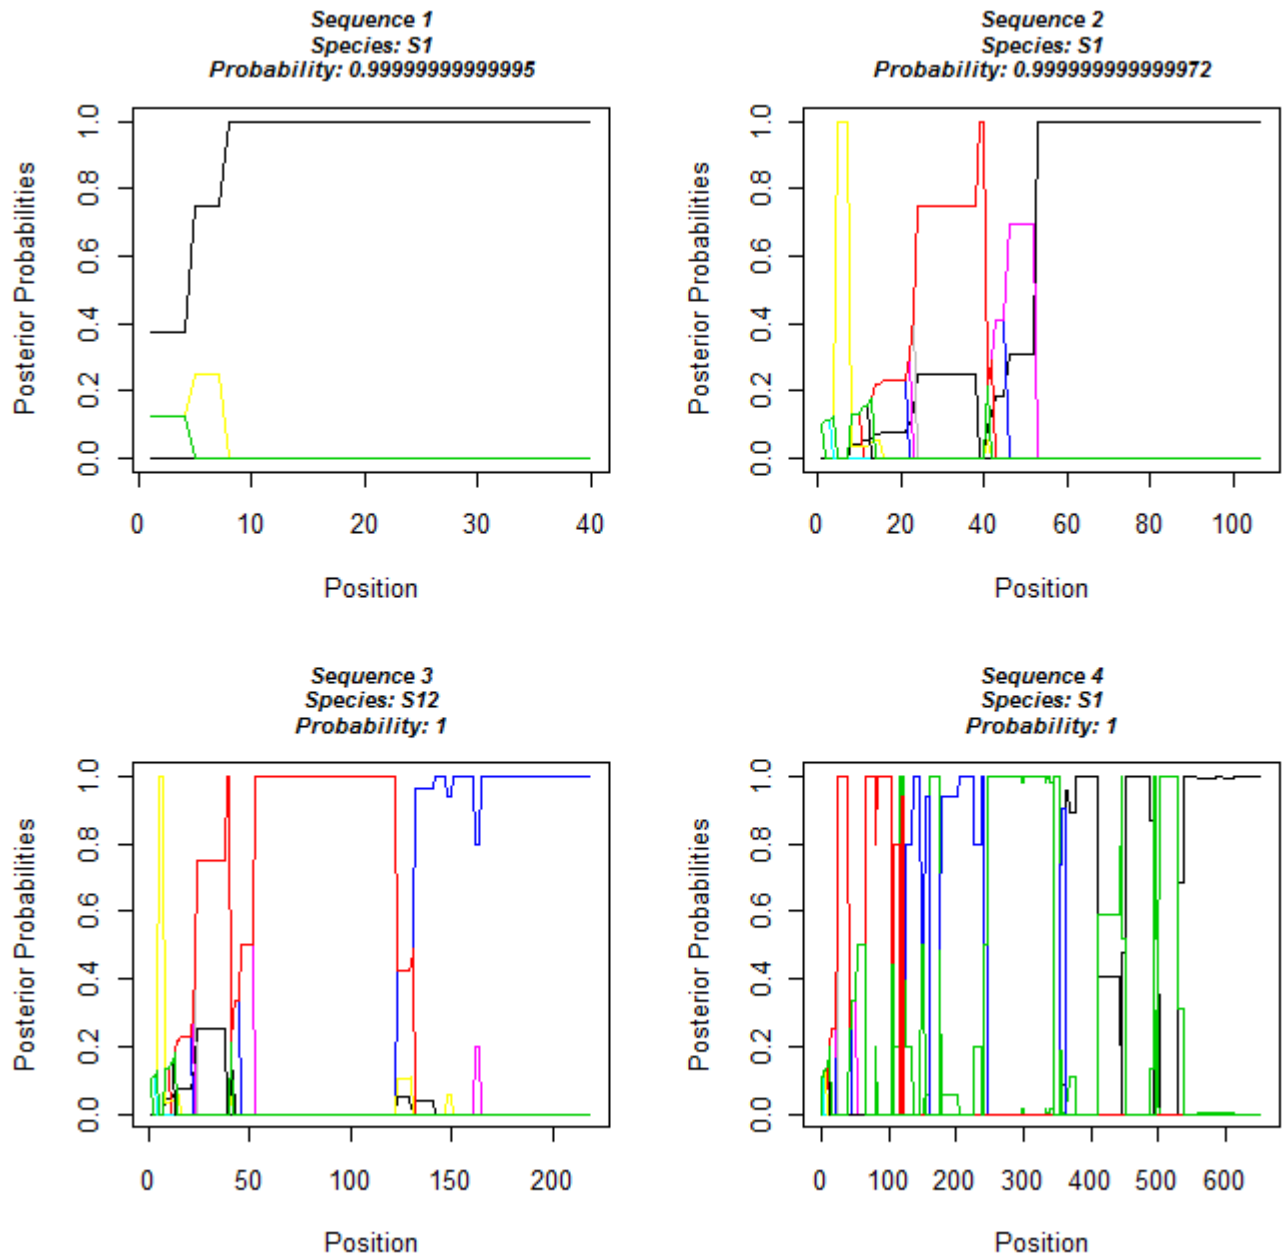 Sequence 1
Species: S1
Probability: 0.99999999999995
Posterior Probabilities
0.0 0.2 0.4 0.6 0.8 1.0
0 10 20 30 40
Position
Sequence 2
Species: S1
Probability: 0.999999999999972
Posterior Probabilities
0.0 0.2 0.4 0.6 0.8 1.0
0 20 40 60 80 100
Position
Sequence 3
Species: S12
Probability: 1
Posterior Probabilities
0.0 0.2 0.4 0.6 0.8 1.0
0 50 100 150 200
Position
Sequence 4
Species: S1
Probability: 1
Posterior Probabilities
0.0 0.2 0.4 0.6 0.8 1.0
0 100 200 300 400 500 600
Position